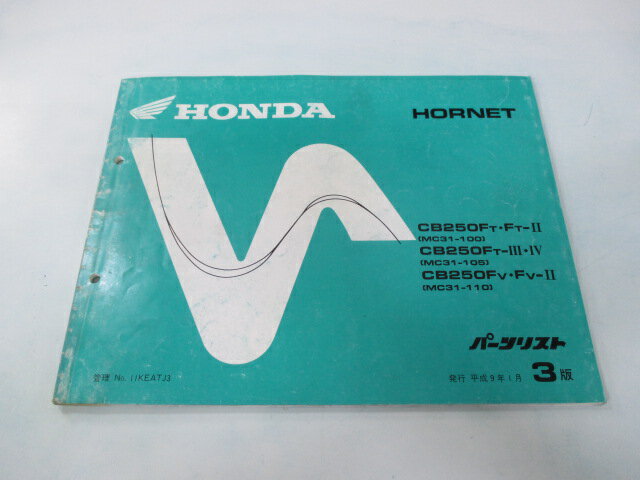 HONDA
HORNET
CB250FT・FT-II
(MC31-100)
CB250FT-III・IV
(MC31-105)
CB250FV・FV-II
(MC31-110)
パーツリスト
管理 No. 11KEATJ3
発行 平成9年1月 3版